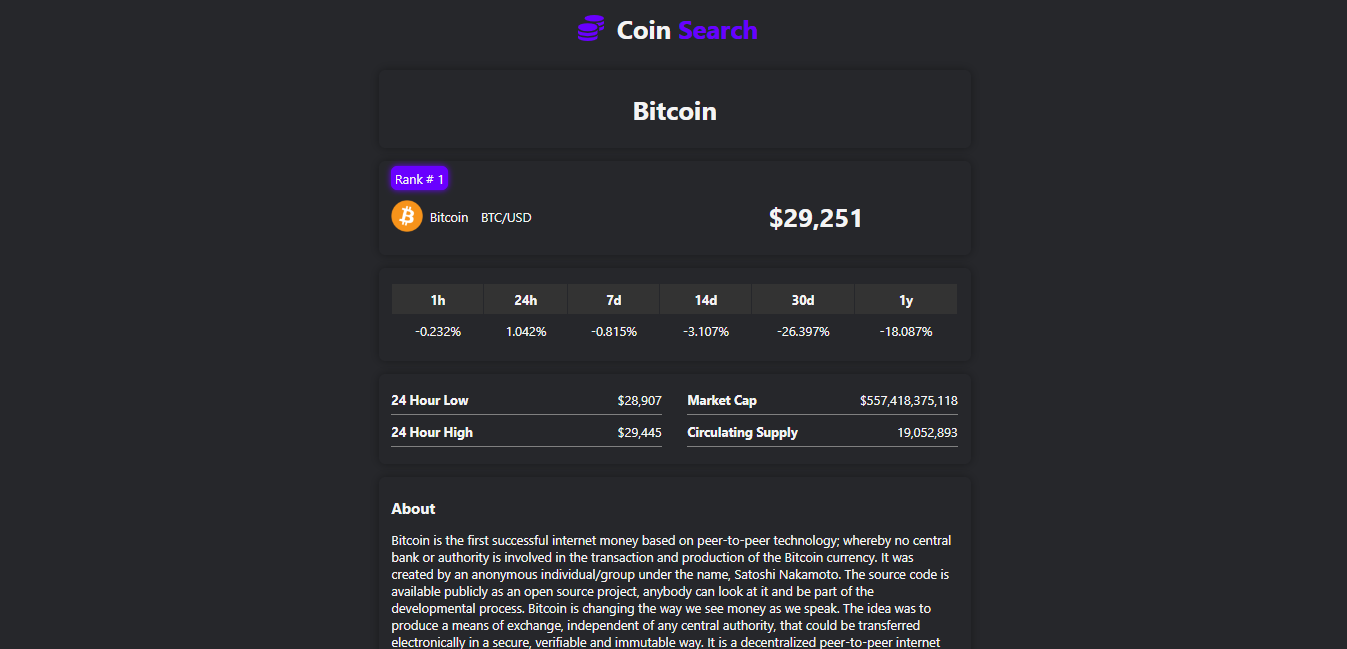 Coin Search
Bitcoin
Rank # 1
Bitcoin BTC/USD $29,251
1h 24h 7d 14d 30d 1y
-0.232% 1.042% -0.815% -3.107% -26.397% -18.087%
24 Hour Low $28,907 Market Cap $557,418,375,118
24 Hour High $29,445 Circulating Supply 19,052,893
About
Bitcoin is the first successful internet money based on peer-to-peer technology; whereby no central
bank or authority is involved in the transaction and production of the Bitcoin currency. It was
created by an anonymous individual/group under the name, Satoshi Nakamoto. The source code is
available publicly as an open source project, anybody can look at it and be part of the
developmental process. Bitcoin is changing the way we see money as we speak. The idea was to
produce a means of exchange, independent of any central authority, that could be transferred
electronically in a secure, verifiable and immutable way. It is a decentralized peer-to-peer internet